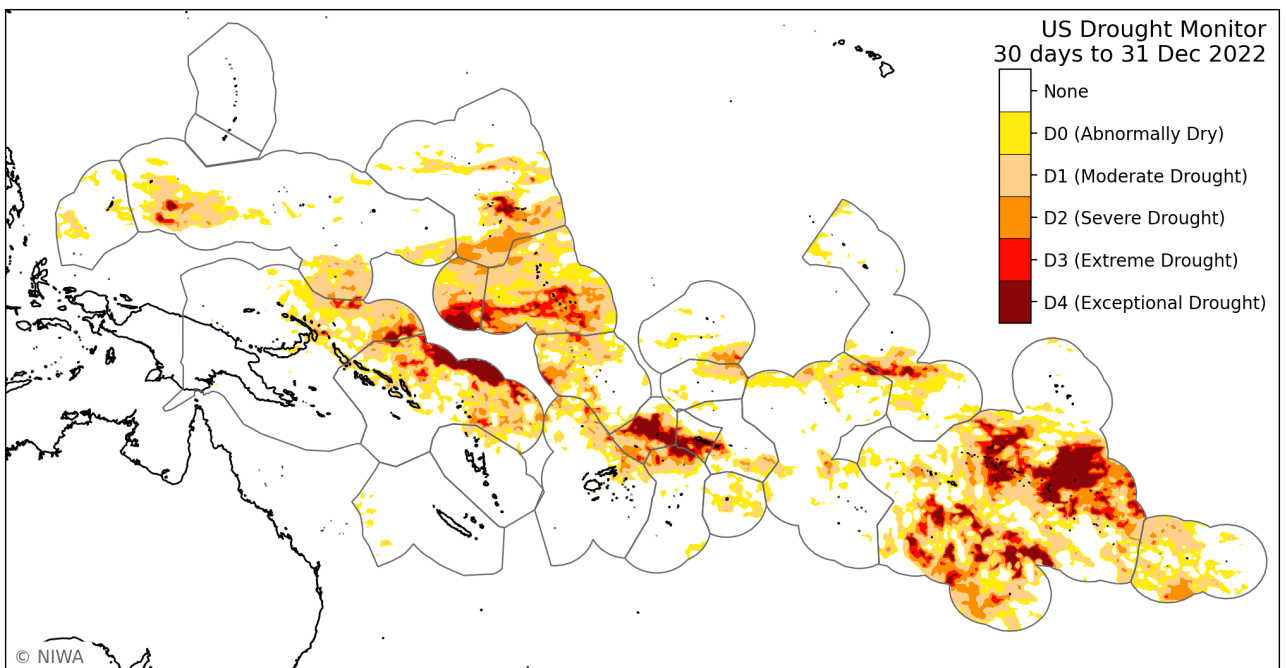 US Drought Monitor
30 days to 31 Dec 2022
None
D0 (Abnormally Dry)
D1 (Moderate Drought)
D2 (Severe Drought)
D3 (Extreme Drought)
D4 (Exceptional Drought)
© NIWA